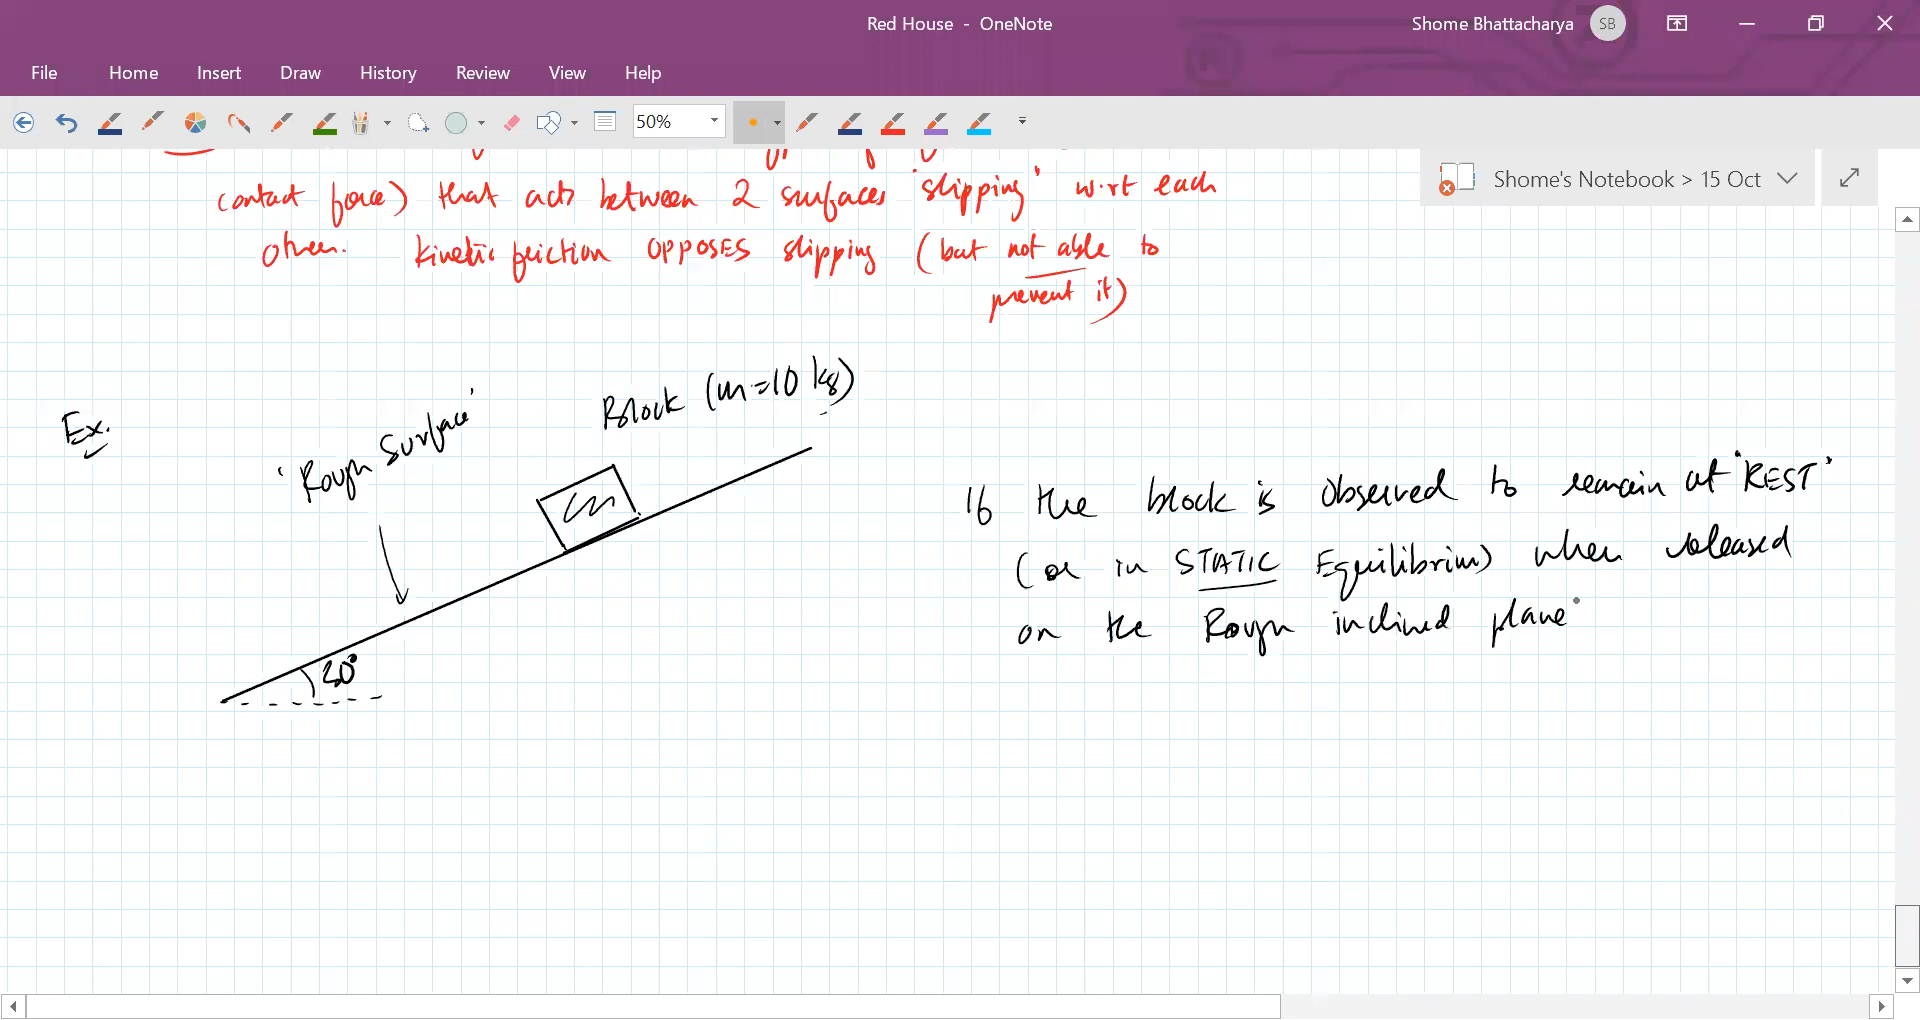 Red House - OneNote
Shome Bhattacharya SB
File Home Insert Draw History Review View Help
50%
Shome's Notebook > 15 Oct
contact force) that acts between 2 surfaces 'slipping' w.r.t each
other. Kinetic friction OPPOSES slipping (but not able to
prevent it)
Ex.
'Rough Surface'
Block (m=10 kg)
m
30°
If the block is observed to remain at "REST"
(or in STATIC Equilibrium) when released
on the Rough inclined plane